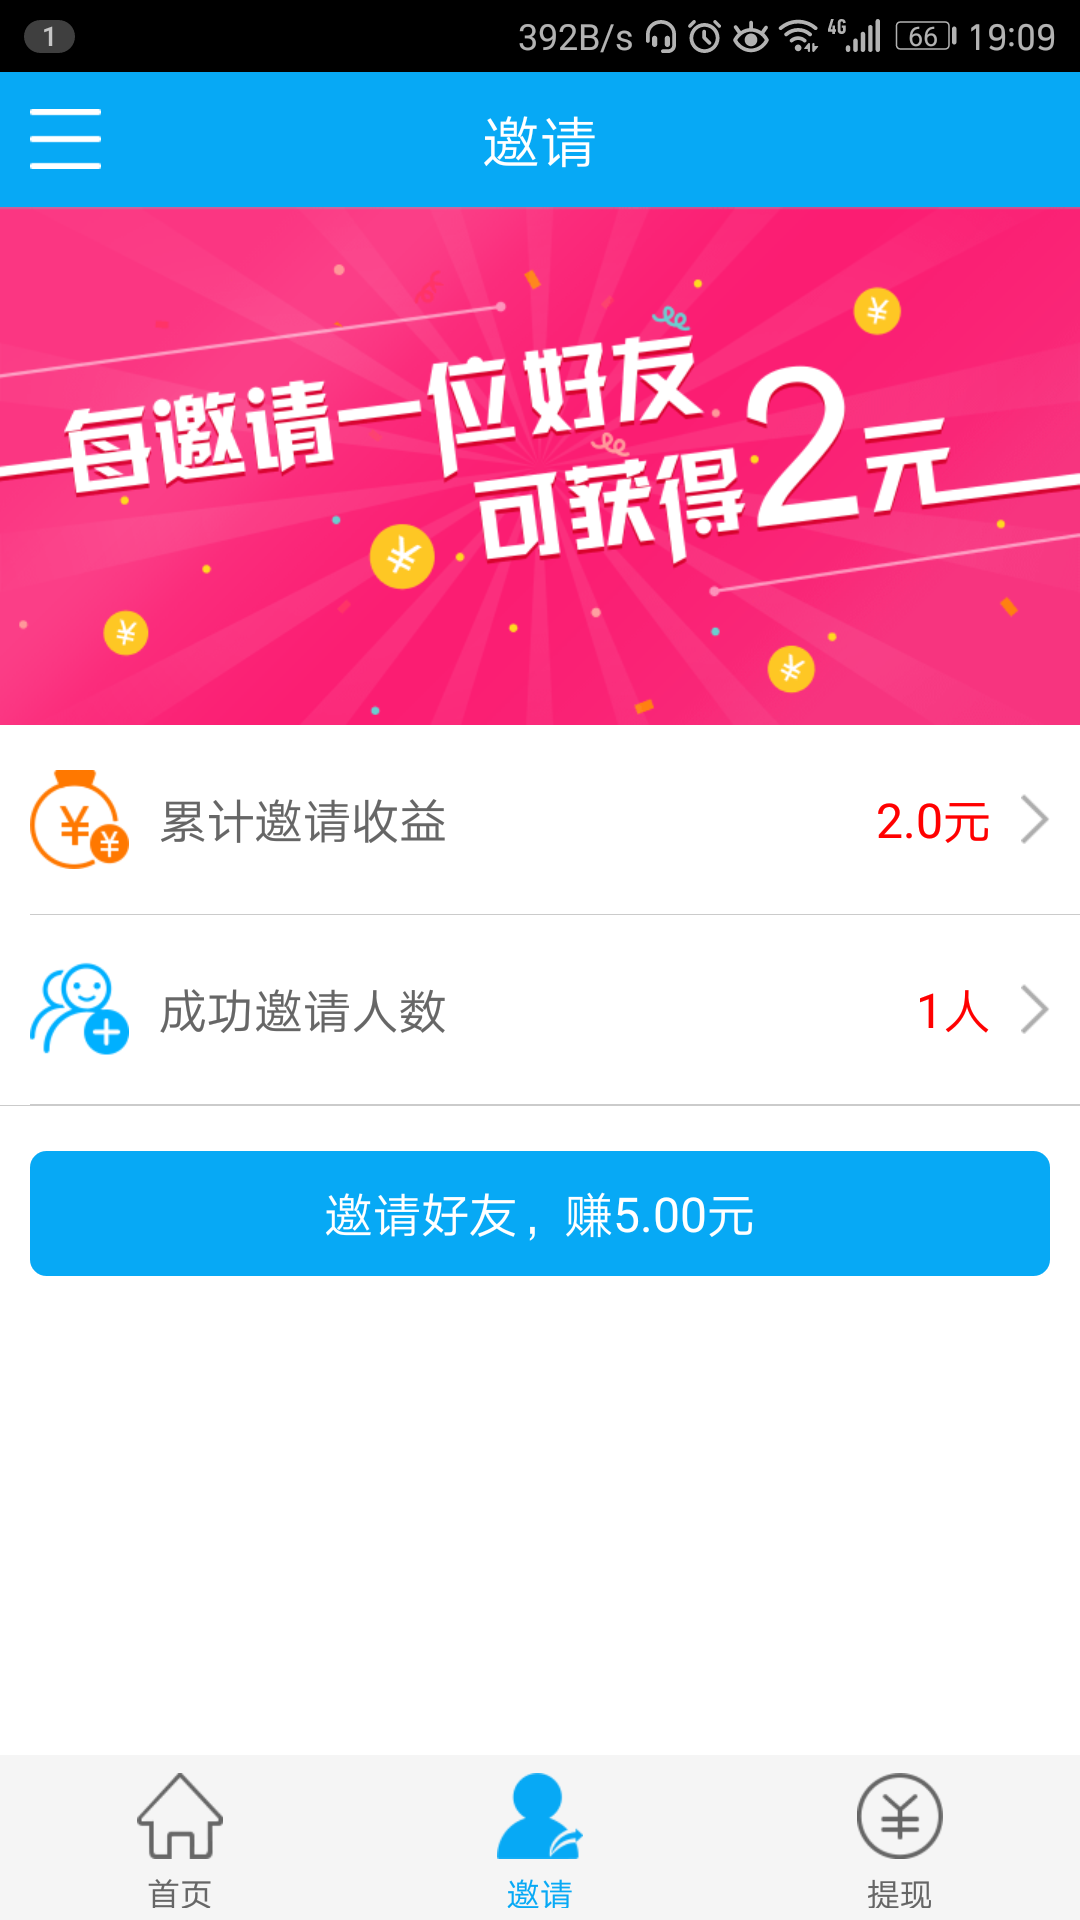 1 392B/s 4G 66 19:09
邀请
每邀请一位好友
可获得2元
累计邀请收益 2.0元
成功邀请人数 1人
邀请好友，赚5.00元
首页 邀请 提现